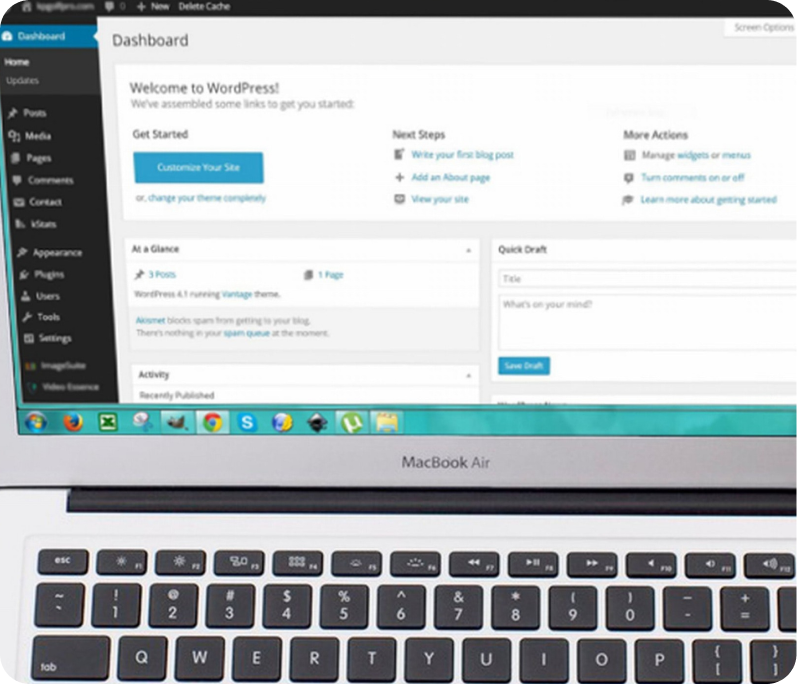 + New Delete Cache
Screen Options
Dashboard
Dashboard
Home
Updates
Posts
Media
Pages
Comments
Contact
kStats
Appearance
Plugins
Users
Tools
Settings
ImageSuite
Video Essence
Welcome to WordPress!
We've assembled some links to get you started:
Get Started
Customize Your Site
or, change your theme completely
Next Steps
Write your first blog post
Add an About page
View your site
More Actions
Manage widgets or menus
Turn comments on or off
Learn more about getting started
At a Glance
3 Posts
1 Page
WordPress 4.1 running Vantage theme.
Akismet blocks spam from getting to your blog.
There's nothing in your spam queue at the moment.
Activity
Recently Published
Quick Draft
Title
What's on your mind?
Save Draft
MacBook Air
esc F1 F2 F3 F4 F5 F6 F7 F8 F9 F10 F11 F12
~ ! @ # $ % ^ & * ( ) — +
` 1 2 3 4 5 6 7 8 9 0 - =
tab Q W E R T Y U I O P { [ } ]